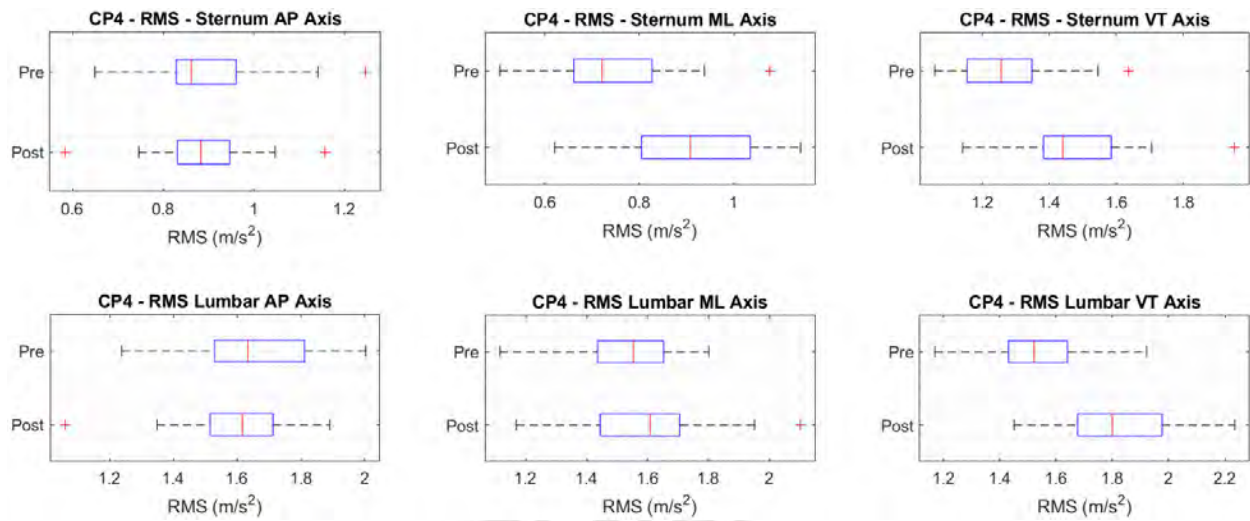 CP4 - RMS - Sternum AP Axis
Pre
Post
0.6 0.8 1 1.2
RMS (m/s²)
CP4 - RMS - Sternum ML Axis
Pre
Post
0.6 0.8 1
RMS (m/s²)
CP4 - RMS - Sternum VT Axis
Pre
Post
1.2 1.4 1.6 1.8
RMS (m/s²)
CP4 - RMS Lumbar AP Axis
Pre
Post
1.2 1.4 1.6 1.8 2
RMS (m/s²)
CP4 - RMS Lumbar ML Axis
Pre
Post
1.2 1.4 1.6 1.8 2
RMS (m/s²)
CP4 - RMS Lumbar VT Axis
Pre
Post
1.2 1.4 1.6 1.8 2 2.2
RMS (m/s²)